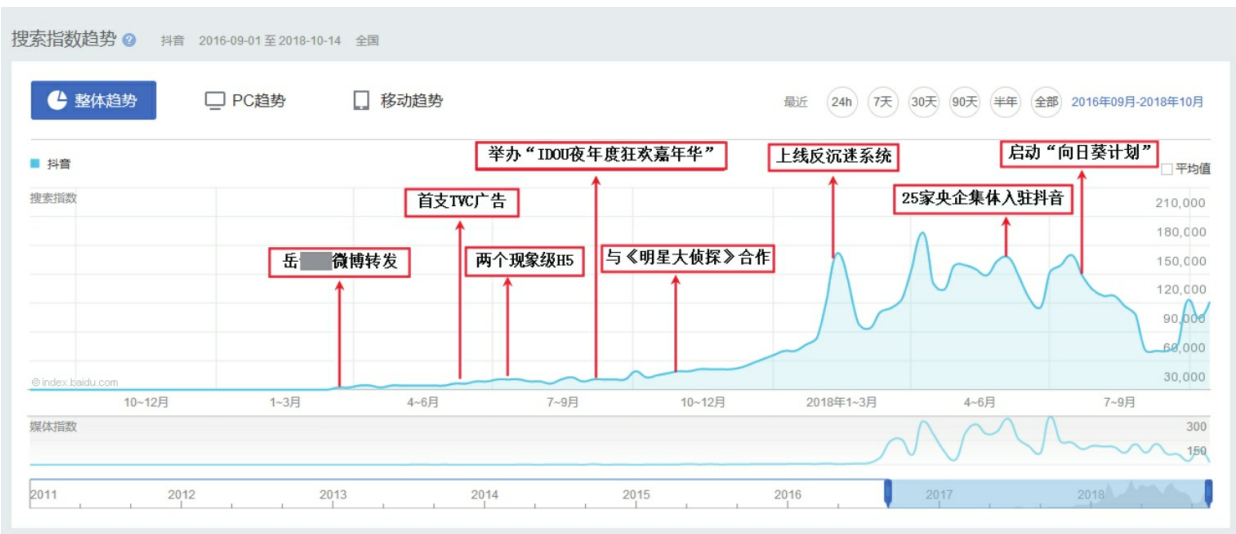 搜索指数趋势 ? 抖音 2016-09-01 至 2018-10-14 全国
整体趋势 PC趋势 移动趋势 最近 24h 7天 30天 90天 半年 全部 2016年09月-2018年10月
抖音
平均值
搜索指数
举办“IDOU夜年度狂欢嘉年华”
上线反沉迷系统
启动“向日葵计划”
首支TVC广告
25家央企集体入驻抖音
岳
微博转发
两个现象级H5
与《明星大侦探》合作
210,000
180,000
150,000
120,000
90,000
60,000
30,000
©index.baidu.com
10~12月 1~3月 4~6月 7~9月 10~12月 2018年1~3月 4~6月 7~9月
媒体指数
300
150
2011 2012 2013 2014 2015 2016 2017 2018